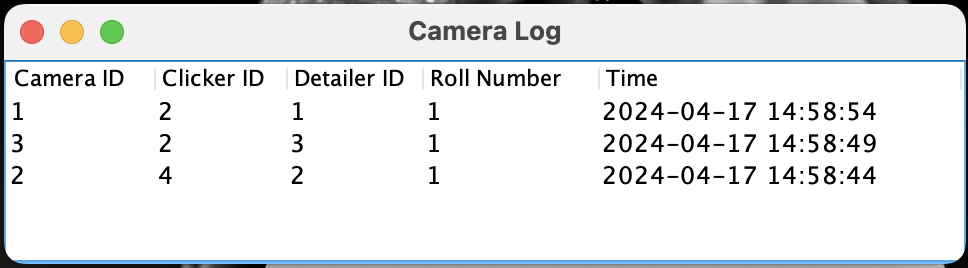 Camera Log
Camera ID Clicker ID Detailer ID Roll Number Time
1 2 1 1 2024-04-17 14:58:54
3 2 3 1 2024-04-17 14:58:49
2 4 2 1 2024-04-17 14:58:44